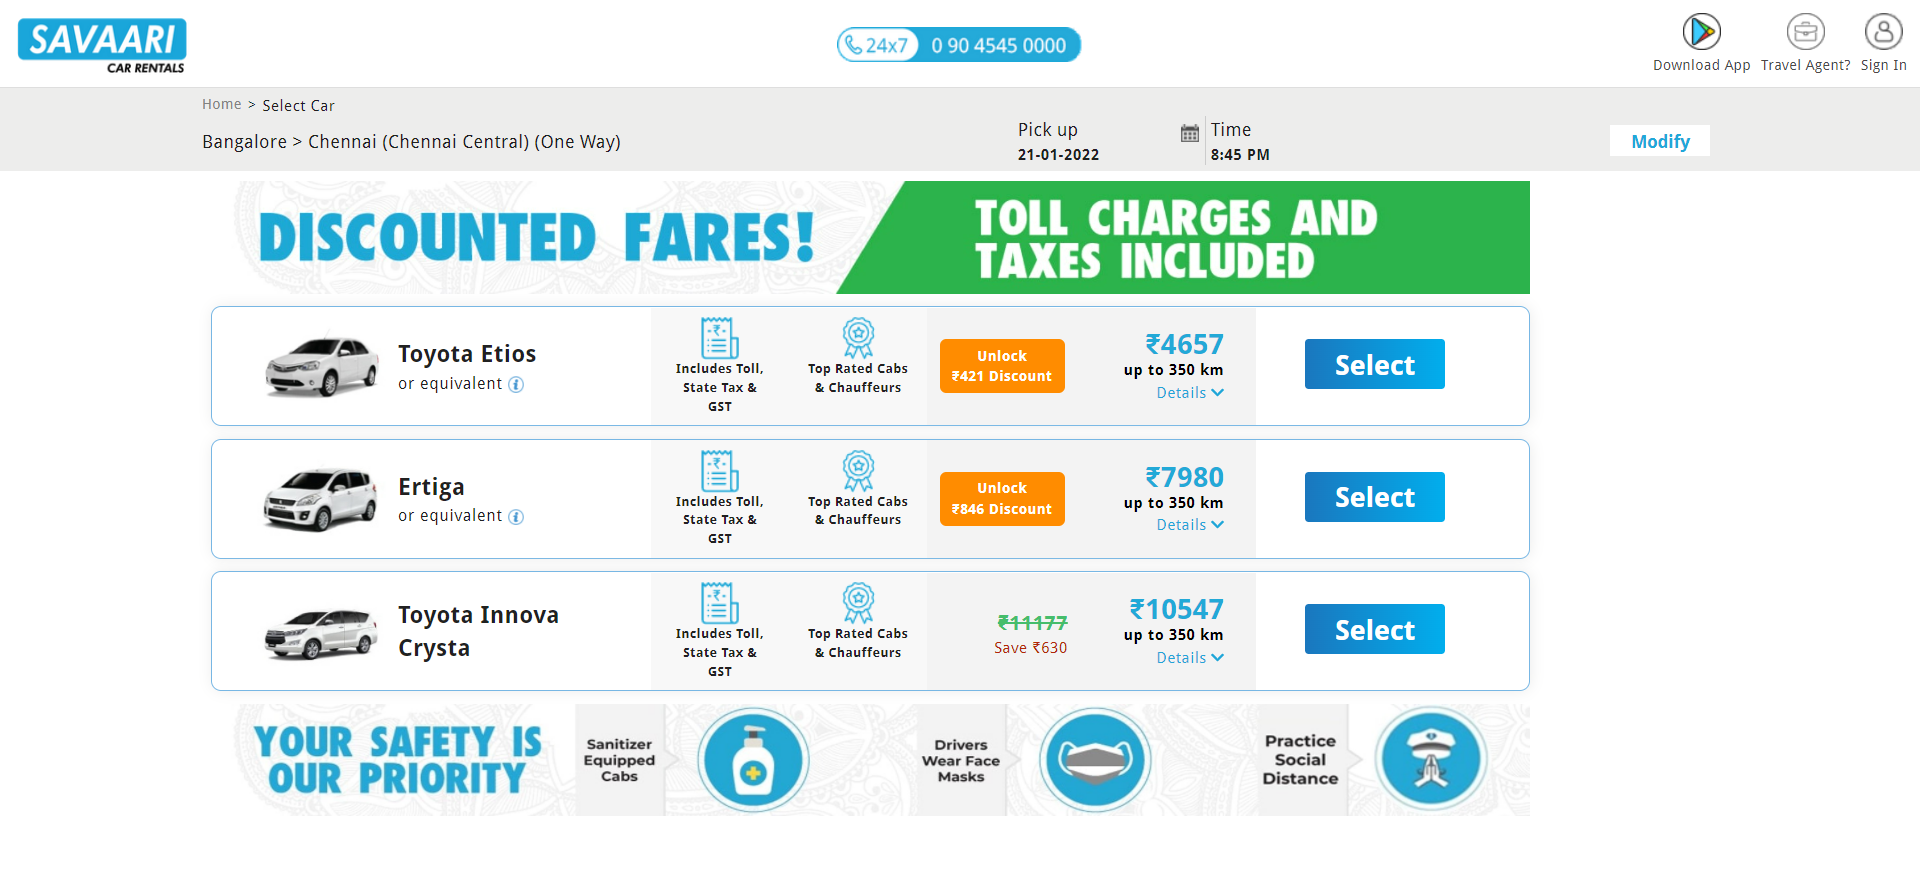 SAVAARI
CAR RENTALS
24x7 0 90 4545 0000
Download App
Travel Agent?
Sign In
Home > Select Car
Bangalore > Chennai (Chennai Central) (One Way)
Pick up
21-01-2022
Time
8:45 PM
Modify
DISCOUNTED FARES!
TOLL CHARGES AND
TAXES INCLUDED
Toyota Etios
or equivalent i
Includes Toll,
State Tax &
GST
Top Rated Cabs
& Chauffeurs
Unlock
₹421 Discount
₹4657
up to 350 km
Details
Select
Ertiga
or equivalent i
Includes Toll,
State Tax &
GST
Top Rated Cabs
& Chauffeurs
Unlock
₹846 Discount
₹7980
up to 350 km
Details
Select
Toyota Innova
Crysta
Includes Toll,
State Tax &
GST
Top Rated Cabs
& Chauffeurs
₹11177
Save ₹630
₹10547
up to 350 km
Details
Select
YOUR SAFETY IS
OUR PRIORITY
Sanitizer
Equipped
Cabs
Drivers
Wear Face
Masks
Practice
Social
Distance